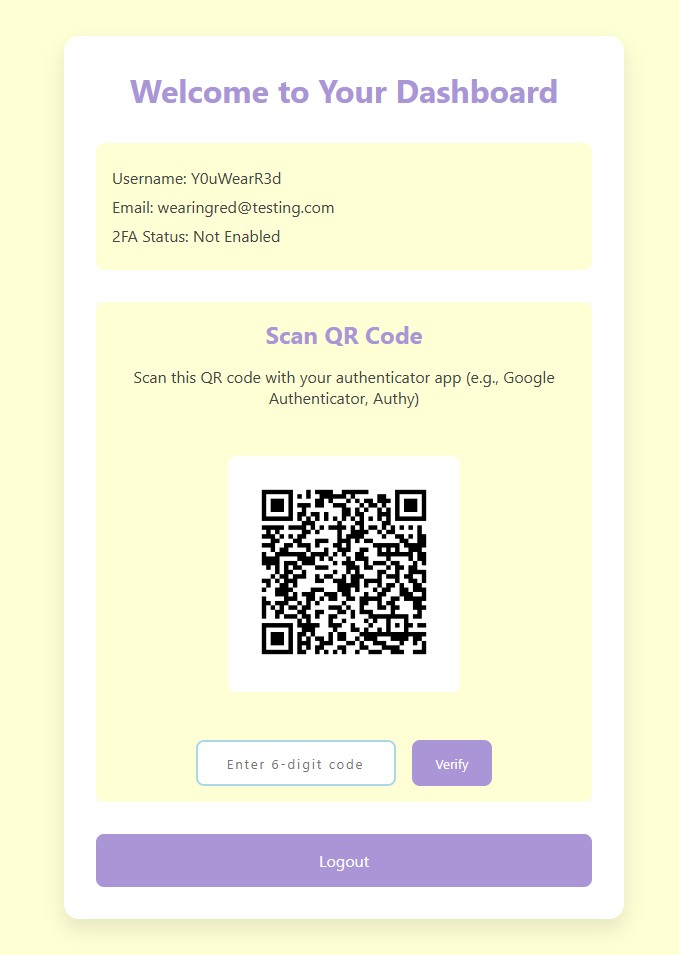 Welcome to Your Dashboard
Username: Y0uWearR3d
Email: wearingred@testing.com
2FA Status: Not Enabled
Scan QR Code
Scan this QR code with your authenticator app (e.g., Google
Authenticator, Authy)
Enter 6-digit code
Verify
Logout